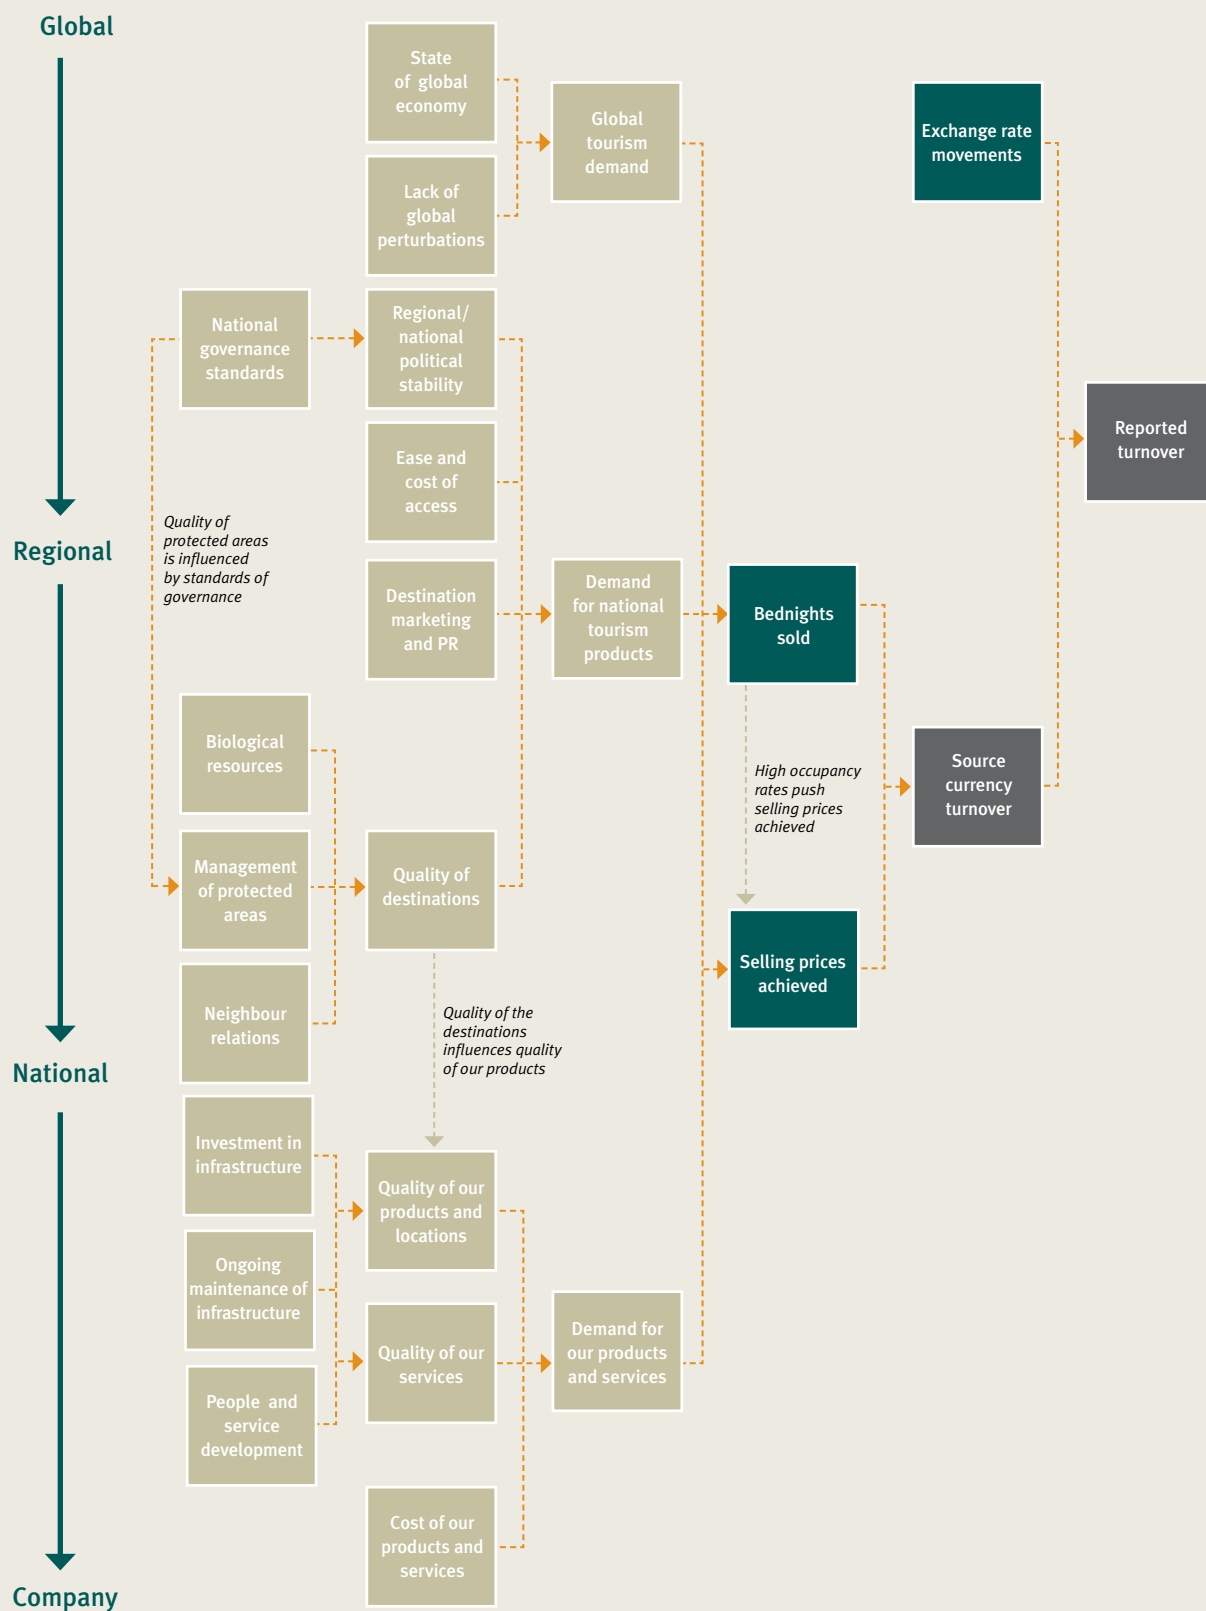 Global
State
of global
economy
Global
tourism
demand
Exchange rate
movements
Lack of
global
perturbations
National
governance
standards
Regional/
national
political
stability
Reported
turnover
Ease and
cost of
access
Quality of
protected areas
is influenced
by standards of
governance
Regional
Destination
marketing
and PR
Demand
for national
tourism
products
Bednights
sold
Biological
resources
High occupancy
rates push
selling prices
achieved
Source
currency
turnover
Management
of protected
areas
Quality of
destinations
Selling prices
achieved
Neighbour
relations
Quality of the
destinations
influences quality
of our products
National
Investment in
infrastructure
Quality of our
products and
locations
Ongoing
maintenance of
infrastructure
Quality of our
services
Demand for
our products
and services
People and
service
development
Cost of our
products and
services
Company